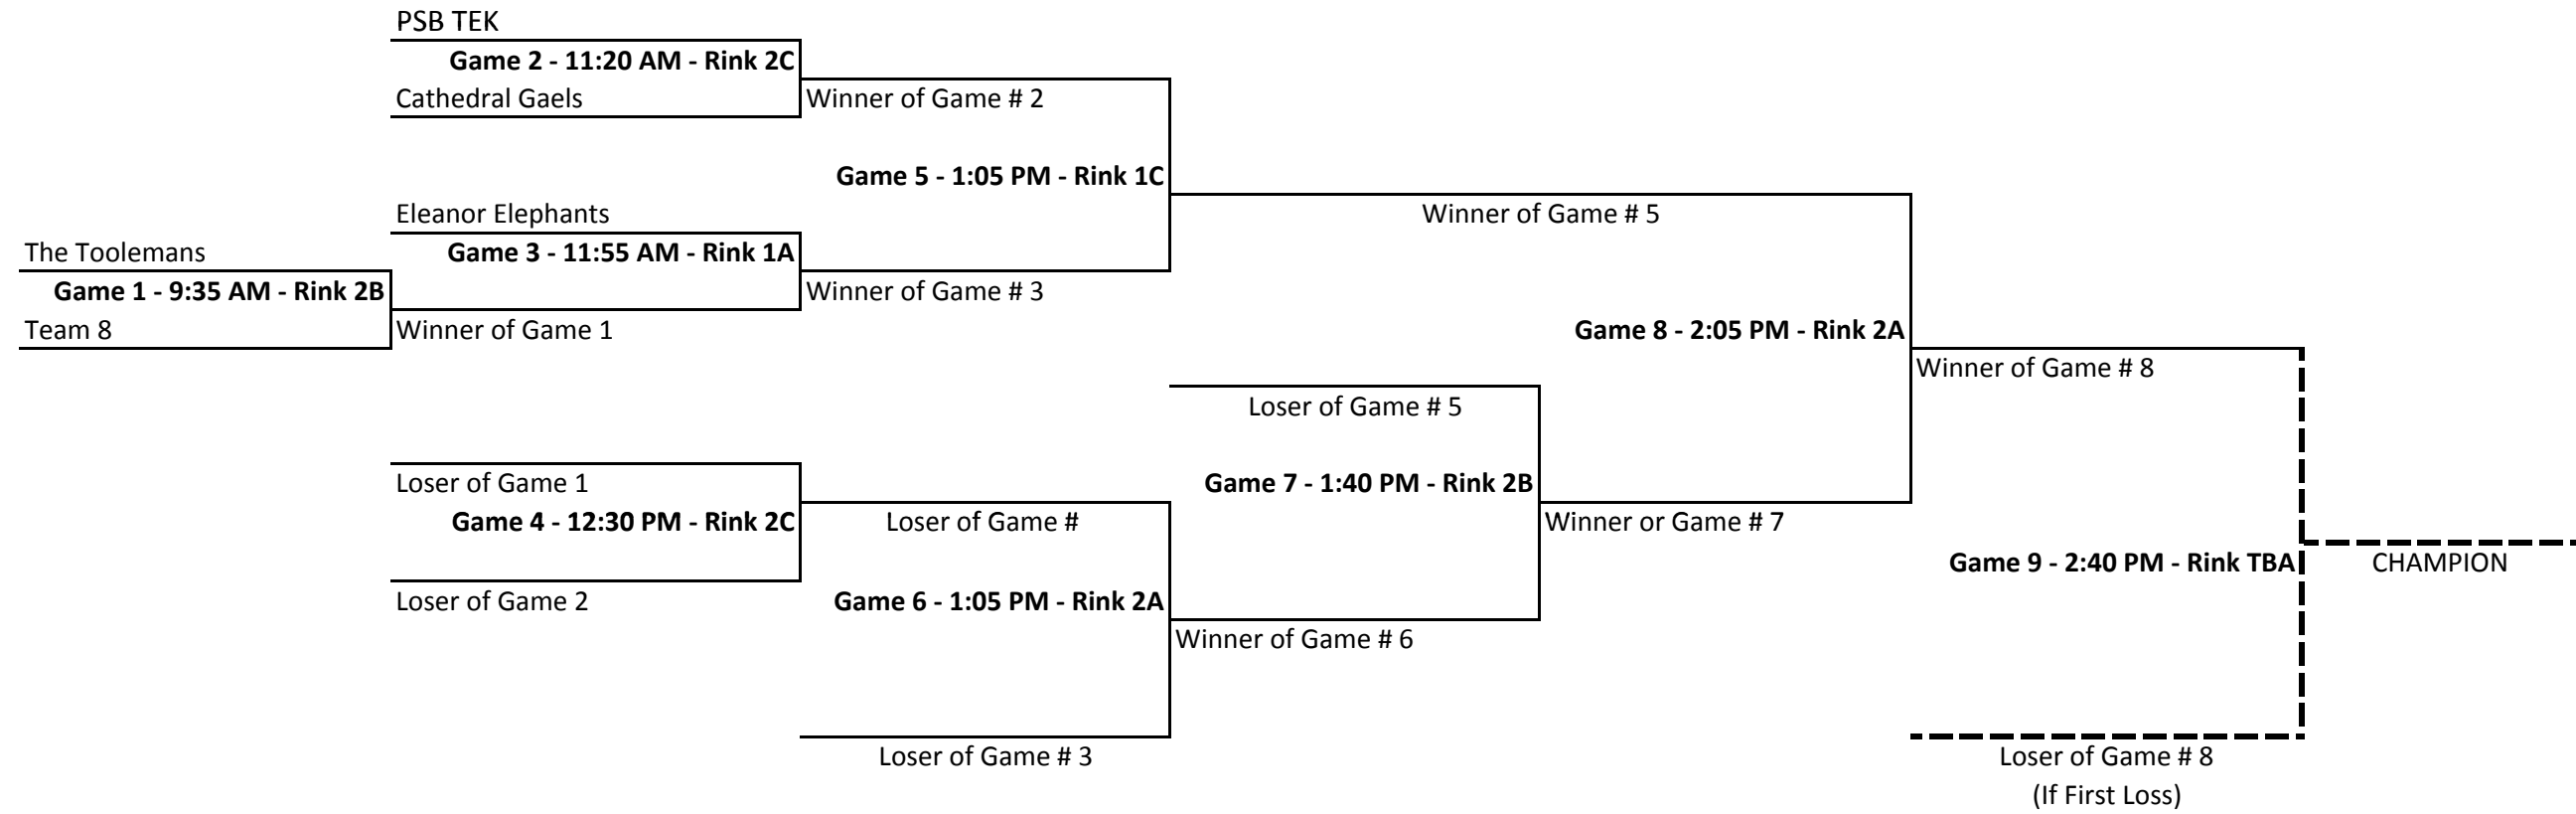 PSB TEK
Game 2 - 11:20 AM - Rink 2C
Cathedral Gaels
Winner of Game # 2
Game 5 - 1:05 PM - Rink 1C
Eleanor Elephants
Winner of Game # 5
The Toolemans
Game 3 - 11:55 AM - Rink 1A
Game 1 - 9:35 AM - Rink 2B
Winner of Game # 3
Team 8
Winner of Game 1
Game 8 - 2:05 PM - Rink 2A
Winner of Game # 8
Loser of Game # 5
Loser of Game 1
Game 7 - 1:40 PM - Rink 2B
Game 4 - 12:30 PM - Rink 2C
Loser of Game #
Winner or Game # 7
Game 9 - 2:40 PM - Rink TBA
CHAMPION
Loser of Game 2
Game 6 - 1:05 PM - Rink 2A
Winner of Game # 6
Loser of Game # 3
Loser of Game # 8
(If First Loss)